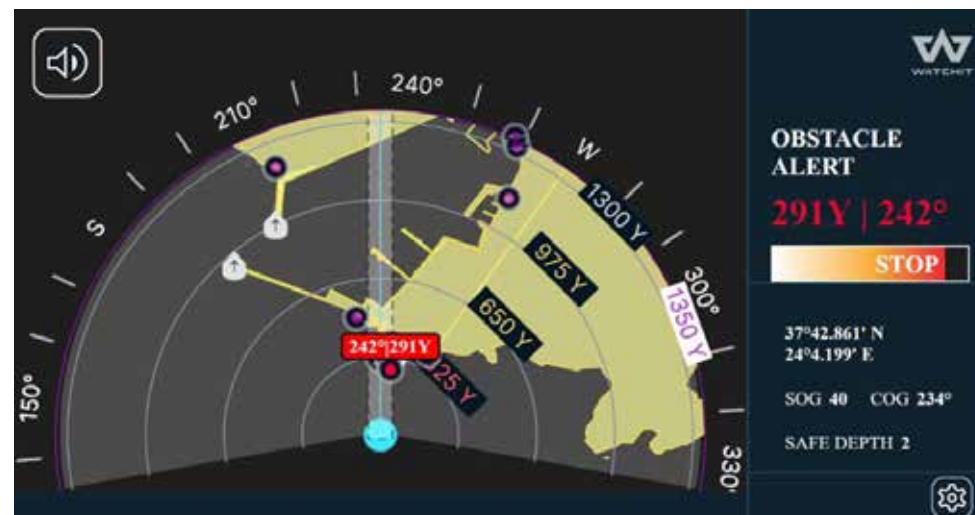 240°
210°
W
S
1300 Y
975 Y
300°
1350 Y
650 Y
242°|291Y
325 Y
150°
330°
WATCHIT
OBSTACLE
ALERT
291Y | 242°
STOP
37°42.861' N
24°4.199' E
SOG 40 COG 234°
SAFE DEPTH 2